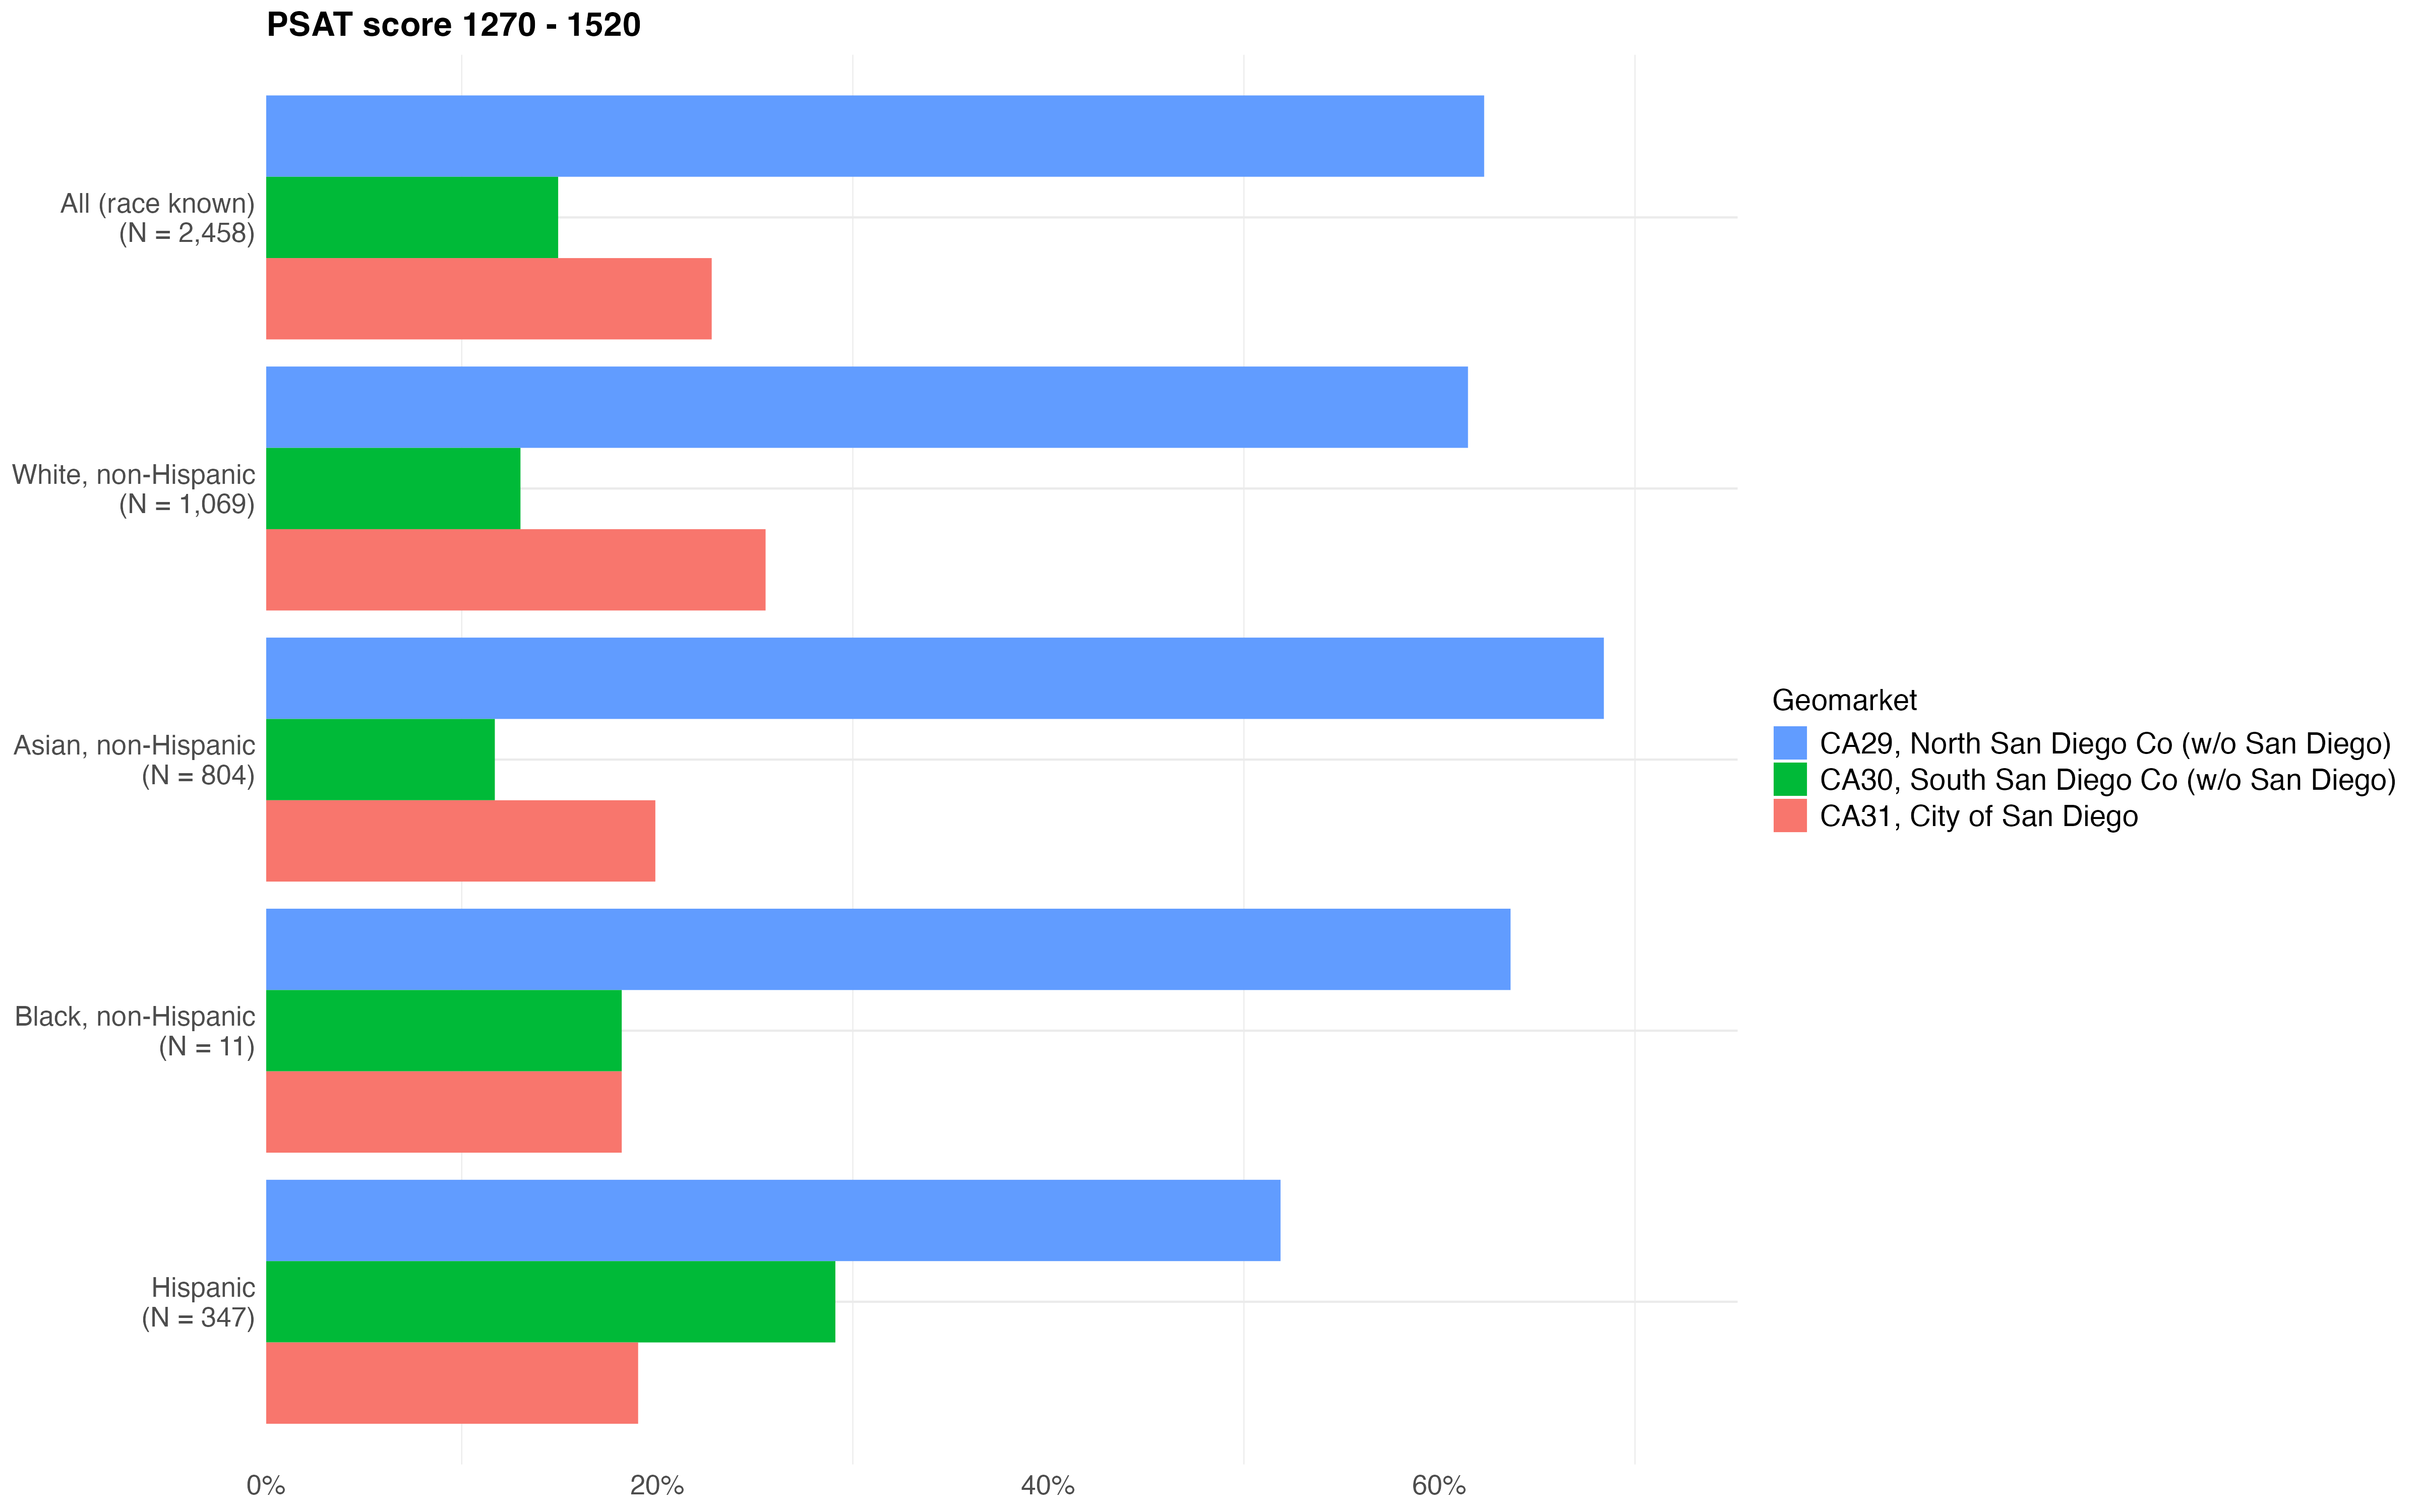 PSAT score 1270 - 1520
All (race known)
(N = 2,458)
White, non-Hispanic
(N = 1,069)
Asian, non-Hispanic
(N = 804)
Black, non-Hispanic
(N = 11)
Hispanic
(N = 347)
0%
20%
40%
60%
Geomarket
CA29, North San Diego Co (w/o San Diego)
CA30, South San Diego Co (w/o San Diego)
CA31, City of San Diego